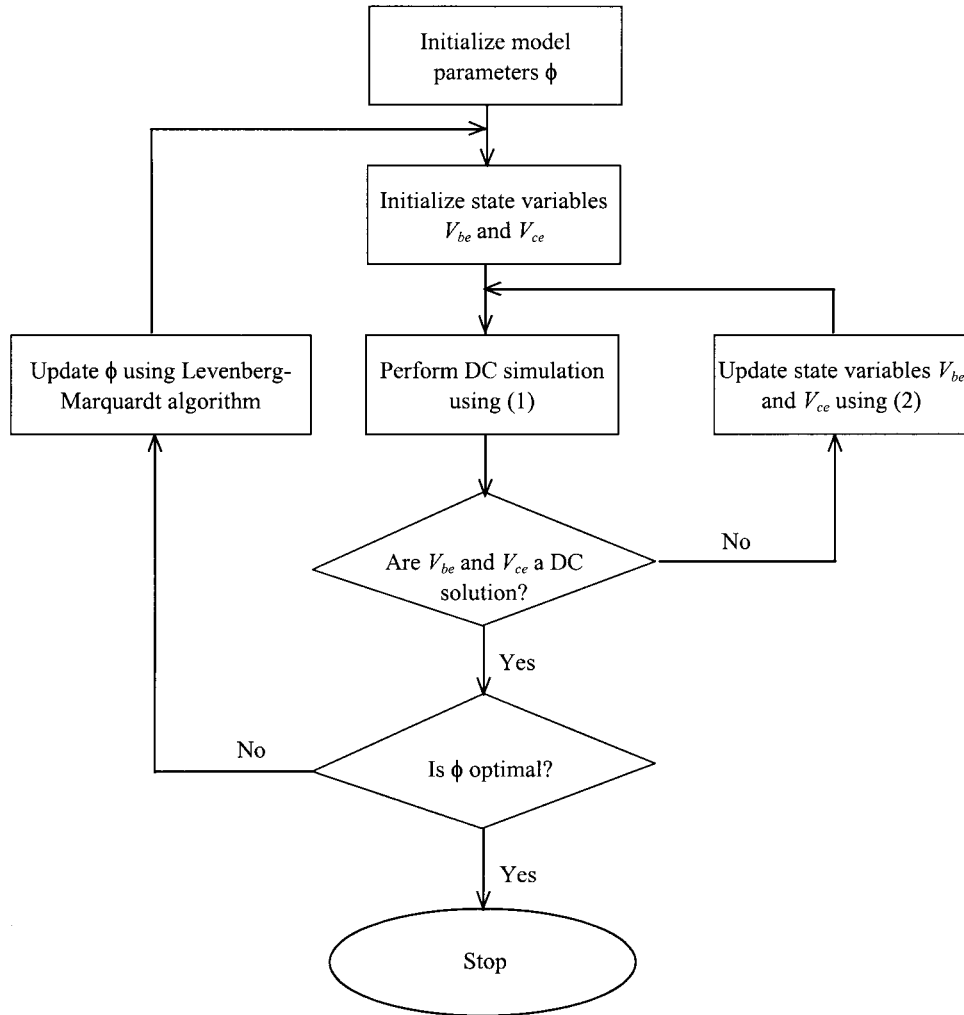 Initialize model
parameters ϕ
Initialize state variables
V_be and V_ce
Update ϕ using Levenberg-
Marquardt algorithm
Perform DC simulation
using (1)
Update state variables V_be
and V_ce using (2)
Are V_be and V_ce a DC
solution?
No
Yes
Is ϕ optimal?
No
Yes
Stop